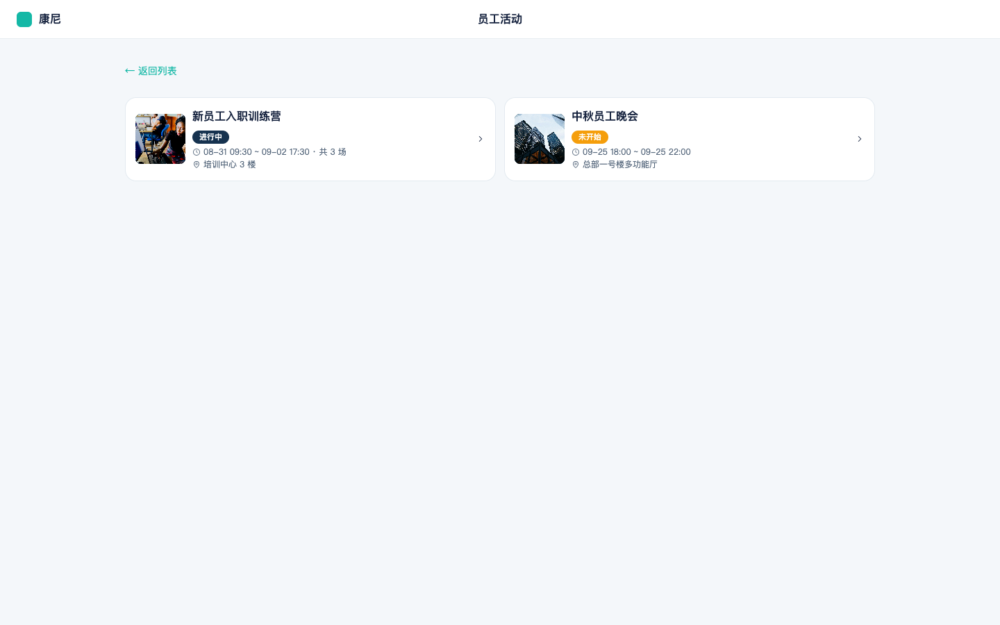 康尼
员工活动
← 返回列表
新员工入职训练营
进行中
08-31 09:30 ~ 09-02 17:30 · 共 3 场
培训中心 3 楼
中秋员工晚会
未开始
09-25 18:00 ~ 09-25 22:00
总部一号楼多功能厅